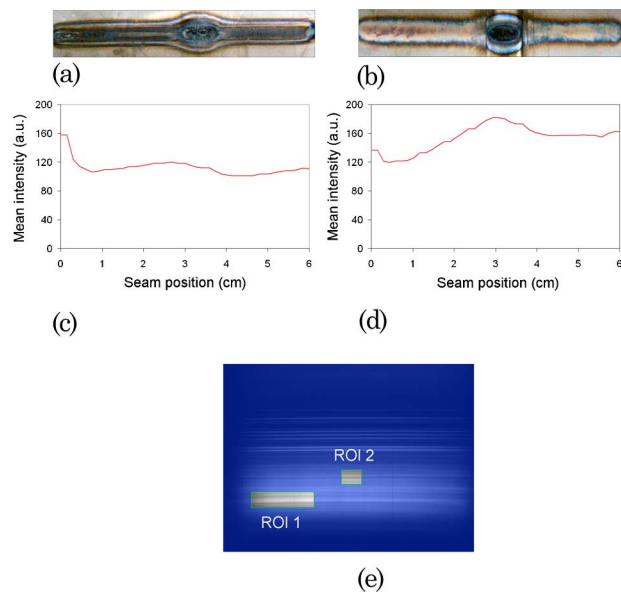 (a)
(b)
200
160
120
80
40
0
Mean intensity (a.u.)
0 1 2 3 4 5 6
Seam position (cm)
200
160
120
80
40
0
Mean intensity (a.u.)
0 1 2 3 4 5 6
Seam position (cm)
(c)
(d)
ROI 2
ROI 1
(e)